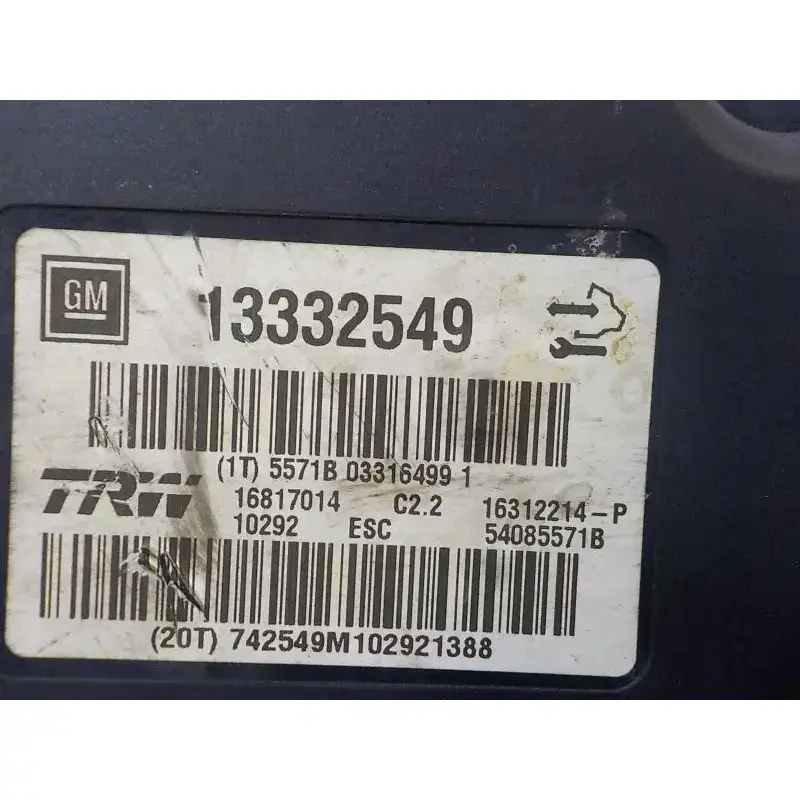 GM 13332549
(1T) 5571B 03316499 1
TRW 16817014 C2.2 16312214-P
10292 ESC 54085571B
(20T) 742549M102921388